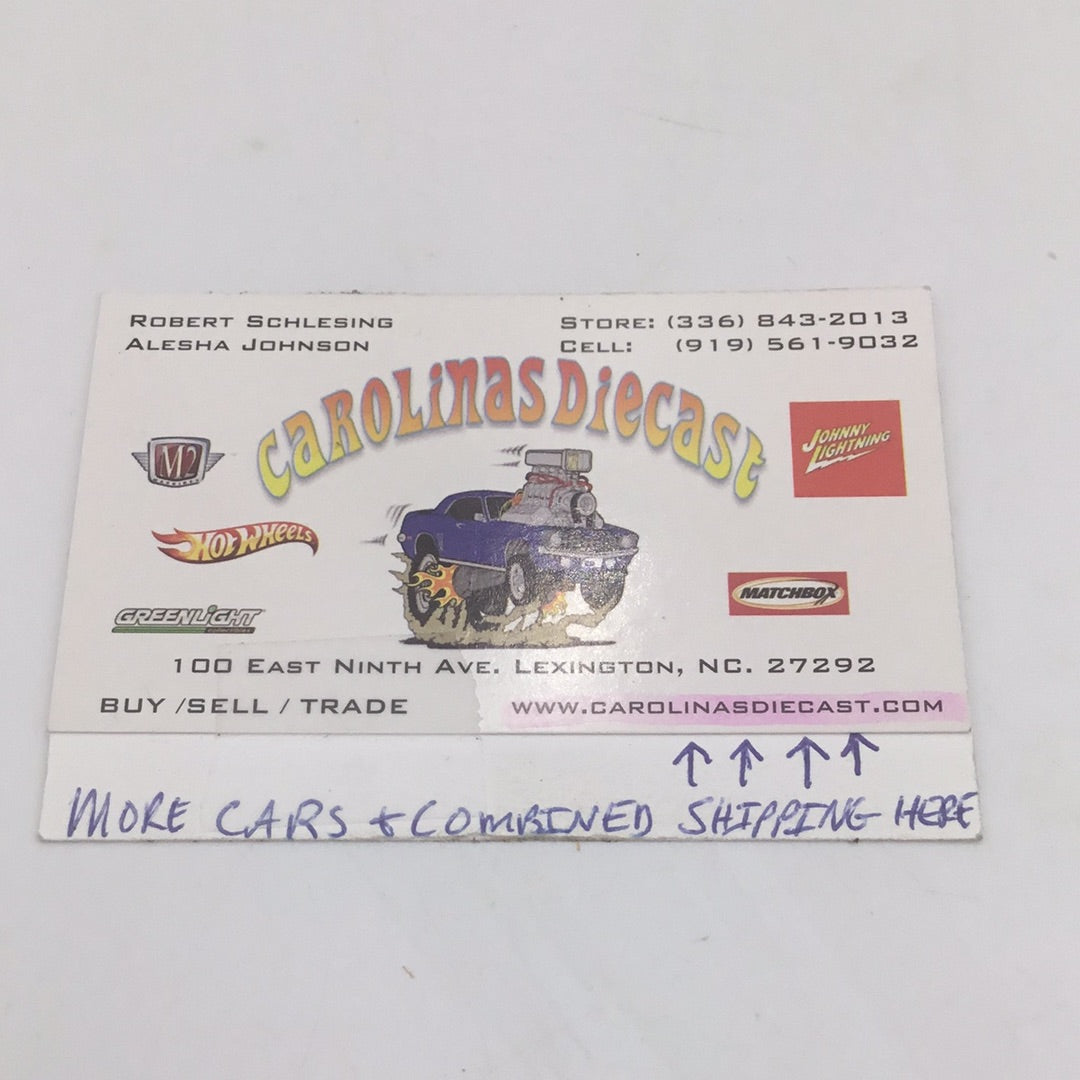 ROBERT SCHLESING
ALESHA JOHNSON
STORE: (336) 843-2013
CELL: (919) 561-9032
CAROLINAS DIECAST
M2
HOT WHEELS
GREENLIGHT
JOHNNY
LIGHTNING
MATCHBOX
100 EAST NINTH AVE. LEXINGTON, NC. 27292
BUY /SELL / TRADE
WWW.CAROLINASDIECAST.COM
MORE CARS + COMBINED SHIPPING HERE